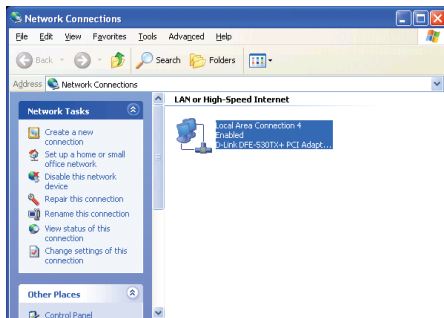 Network Connections
File Edit View Favorites Tools Advanced Help
Back Search Folders
Address Network Connections
Network Tasks
Create a new
connection
Set up a home or small
office network
Disable this network
device
Repair this connection
Rename this connection
View status of this
connection
Change settings of this
connection
Other Places
Control Panel
LAN or High-Speed Internet
Local Area Connection 4
Enabled
D-Link DFE-530TX+ PCI Adapt...